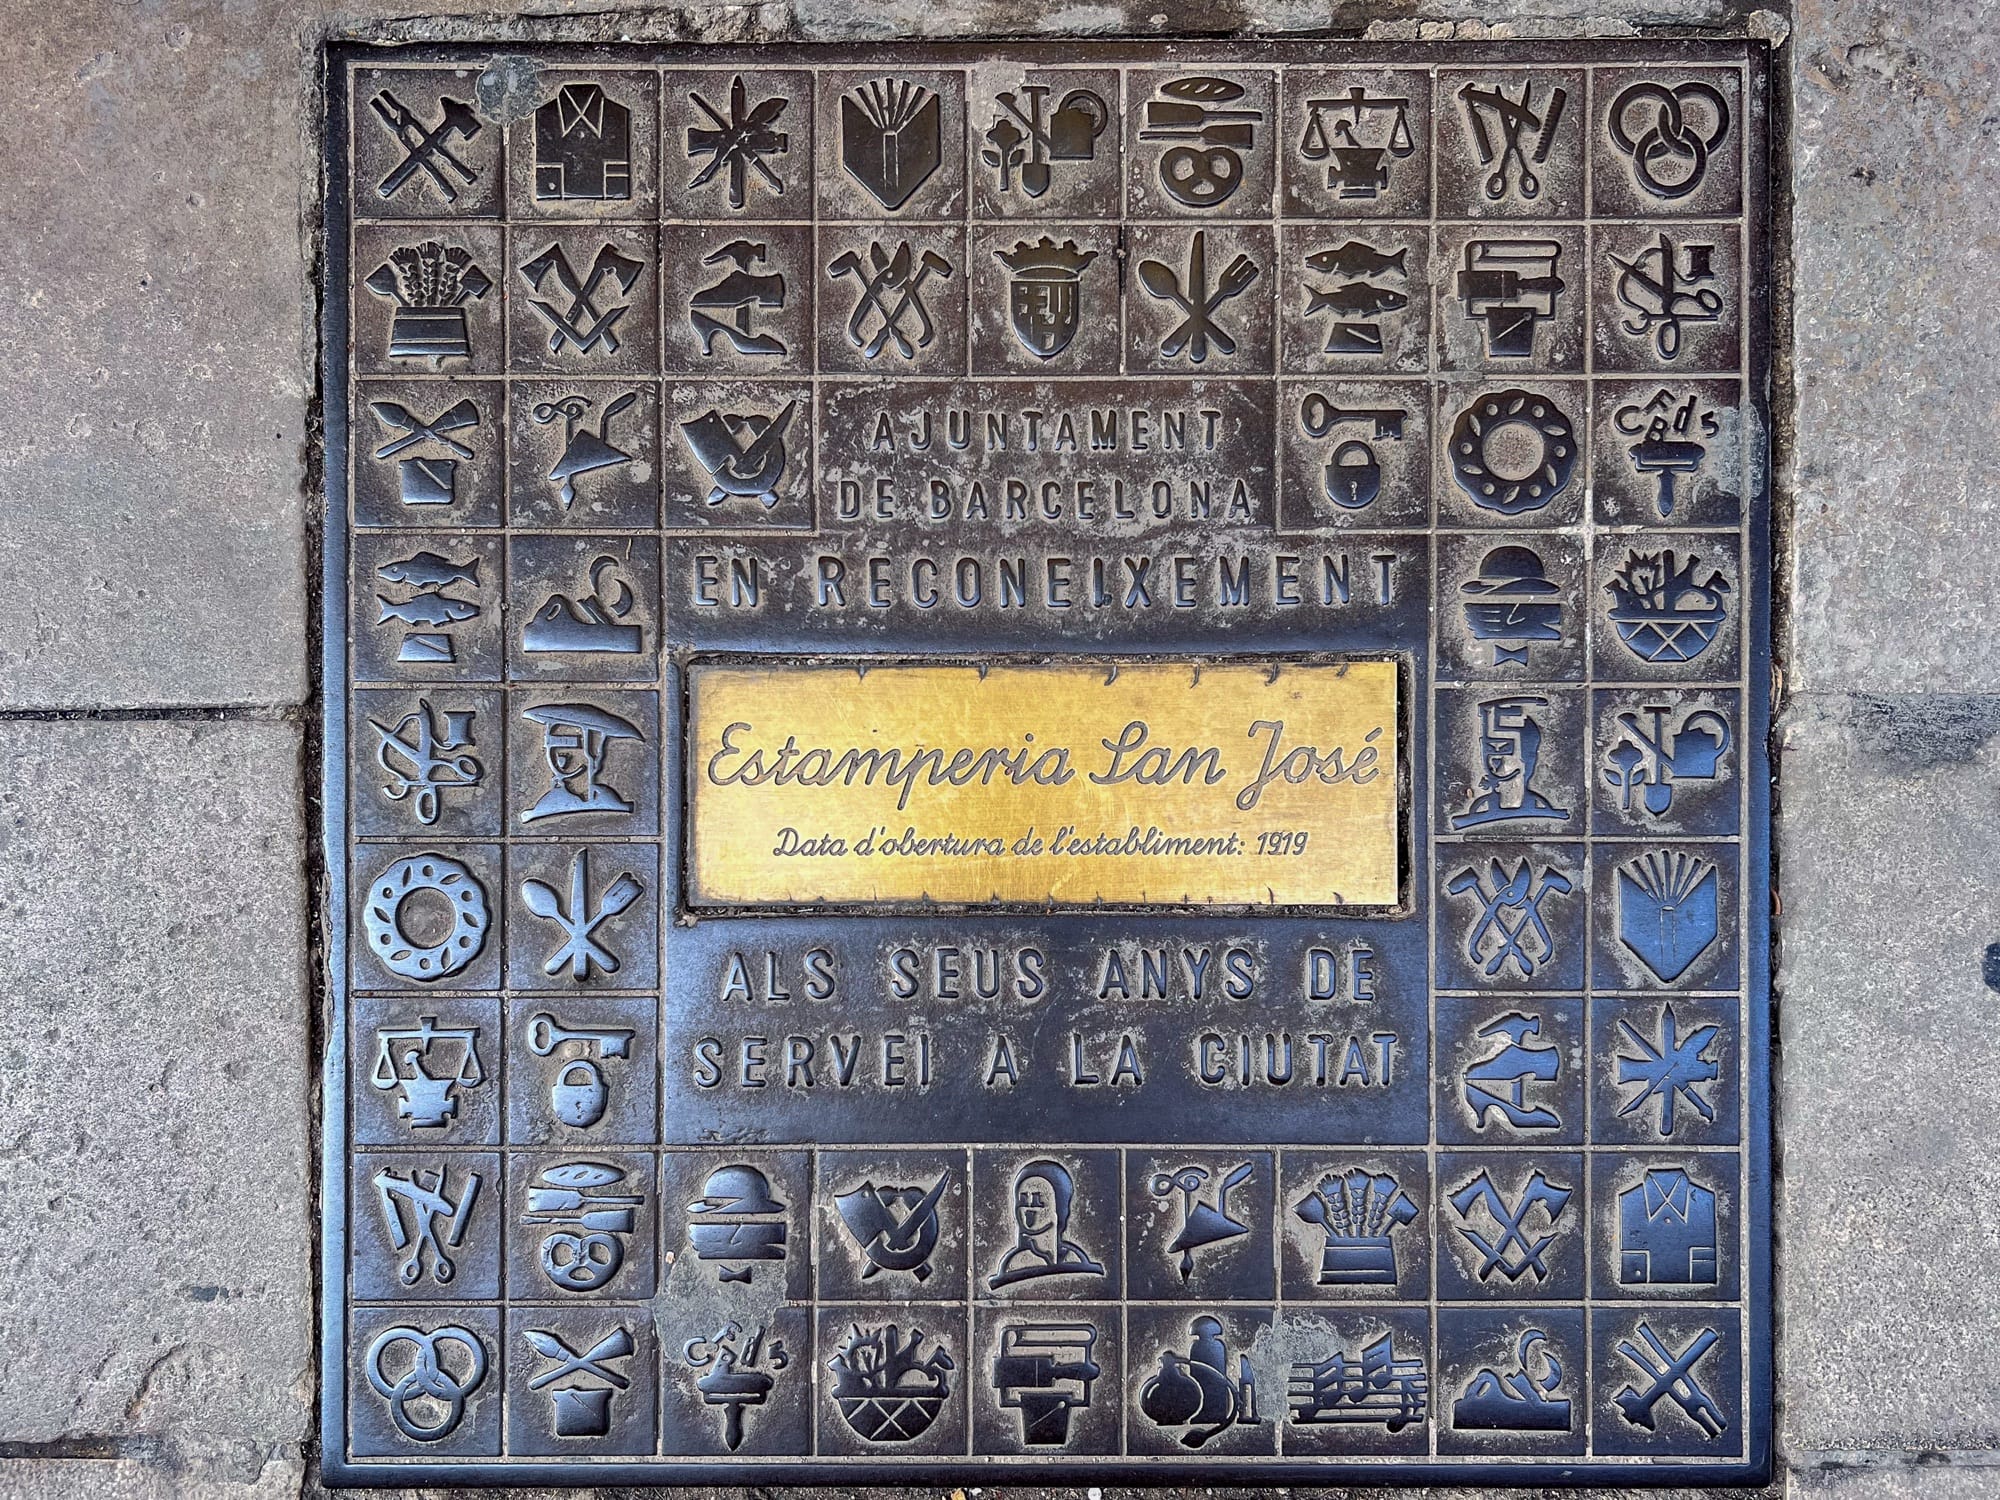 AJUNTAMENT
DE BARCELONA
EN RECONEIXEMENT
Estamperia San José
Data d'obertura de l'establiment: 1919
ALS SEUS ANYS DE
SERVEI A LA CIUTAT